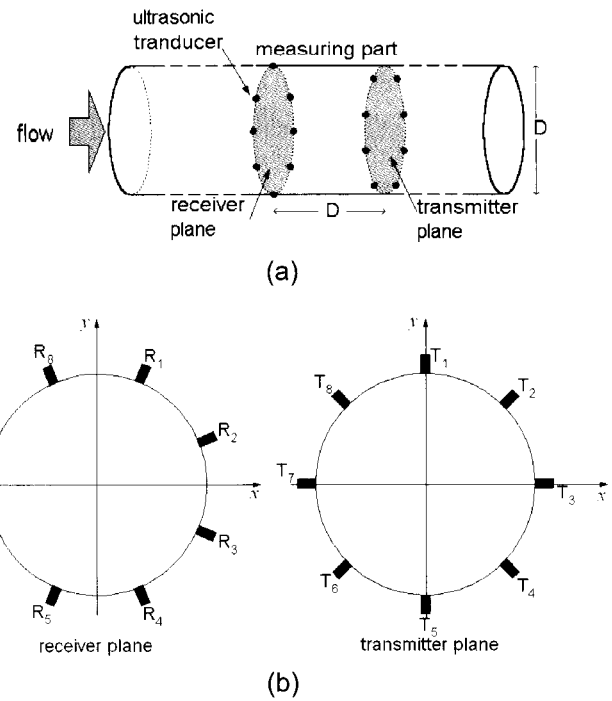 ultrasonic
tranducer
measuring part
flow
D
receiver
plane
D
transmitter
plane
(a)
y
R8
R1
R2
x
R3
R5
R4
receiver plane
y
T1
T8
T2
T7
x
T3
T6
T4
T5
transmitter plane
(b)